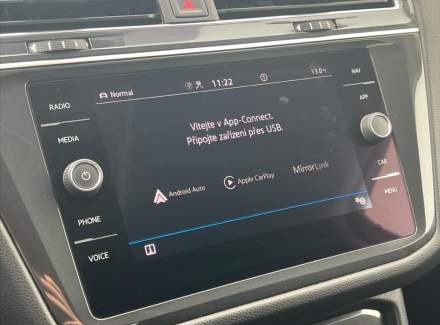 RADIO
MEDIA
PHONE
VOICE
Normal
11:22
13.0°C
Vítejte v App-Connect.
Připojte zařízení přes USB.
Android Auto
Apple CarPlay
MirrorLink
NAV
APP
CAR
MENU